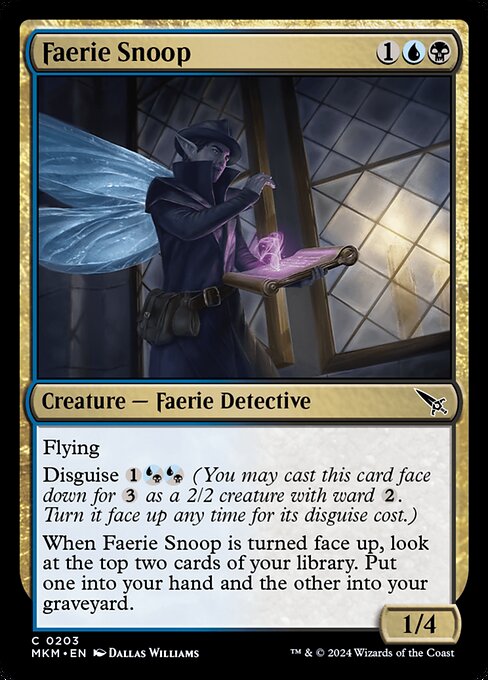 Faerie Snoop 1
Creature — Faerie Detective
Flying
Disguise 1 (You may cast this card face
down for 3 as a 2/2 creature with ward 2.
Turn it face up any time for its disguise cost.)
When Faerie Snoop is turned face up, look
at the top two cards of your library. Put
one into your hand and the other into your
graveyard.
1/4
C 0203
MKM • EN DALLAS WILLIAMS
™ & © 2024 Wizards of the Coast